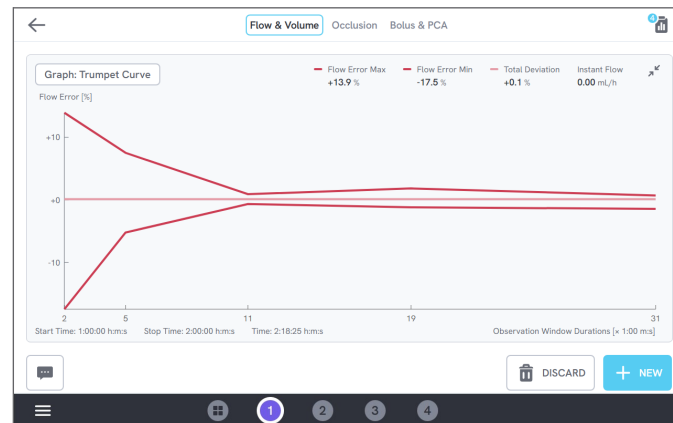 Flow & Volume Occlusion Bolus & PCA
4
Graph: Trumpet Curve
Flow Error Max Flow Error Min Total Deviation Instant Flow
+13.9 % -17.5 % +0.1 % 0.00 mL/h
Flow Error [%]
+10
+0
-10
2 5 11 19 31
Start Time: 1:00:00 h:m:s Stop Time: 2:00:00 h:m:s Time: 2:18:25 h:m:s Observation Window Durations [× 1:00 m:s]
DISCARD + NEW
1 2 3 4